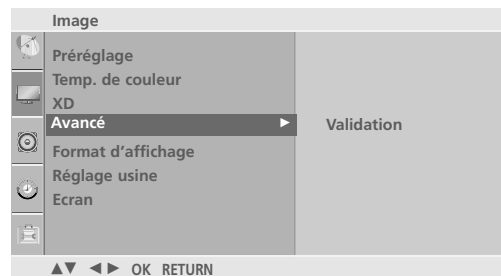 Image
Préréglage
Temp. de couleur
XD
Avancé ►
Validation
Format d’affichage
Réglage usine
Ecran
▲▼ ◄► OK RETURN